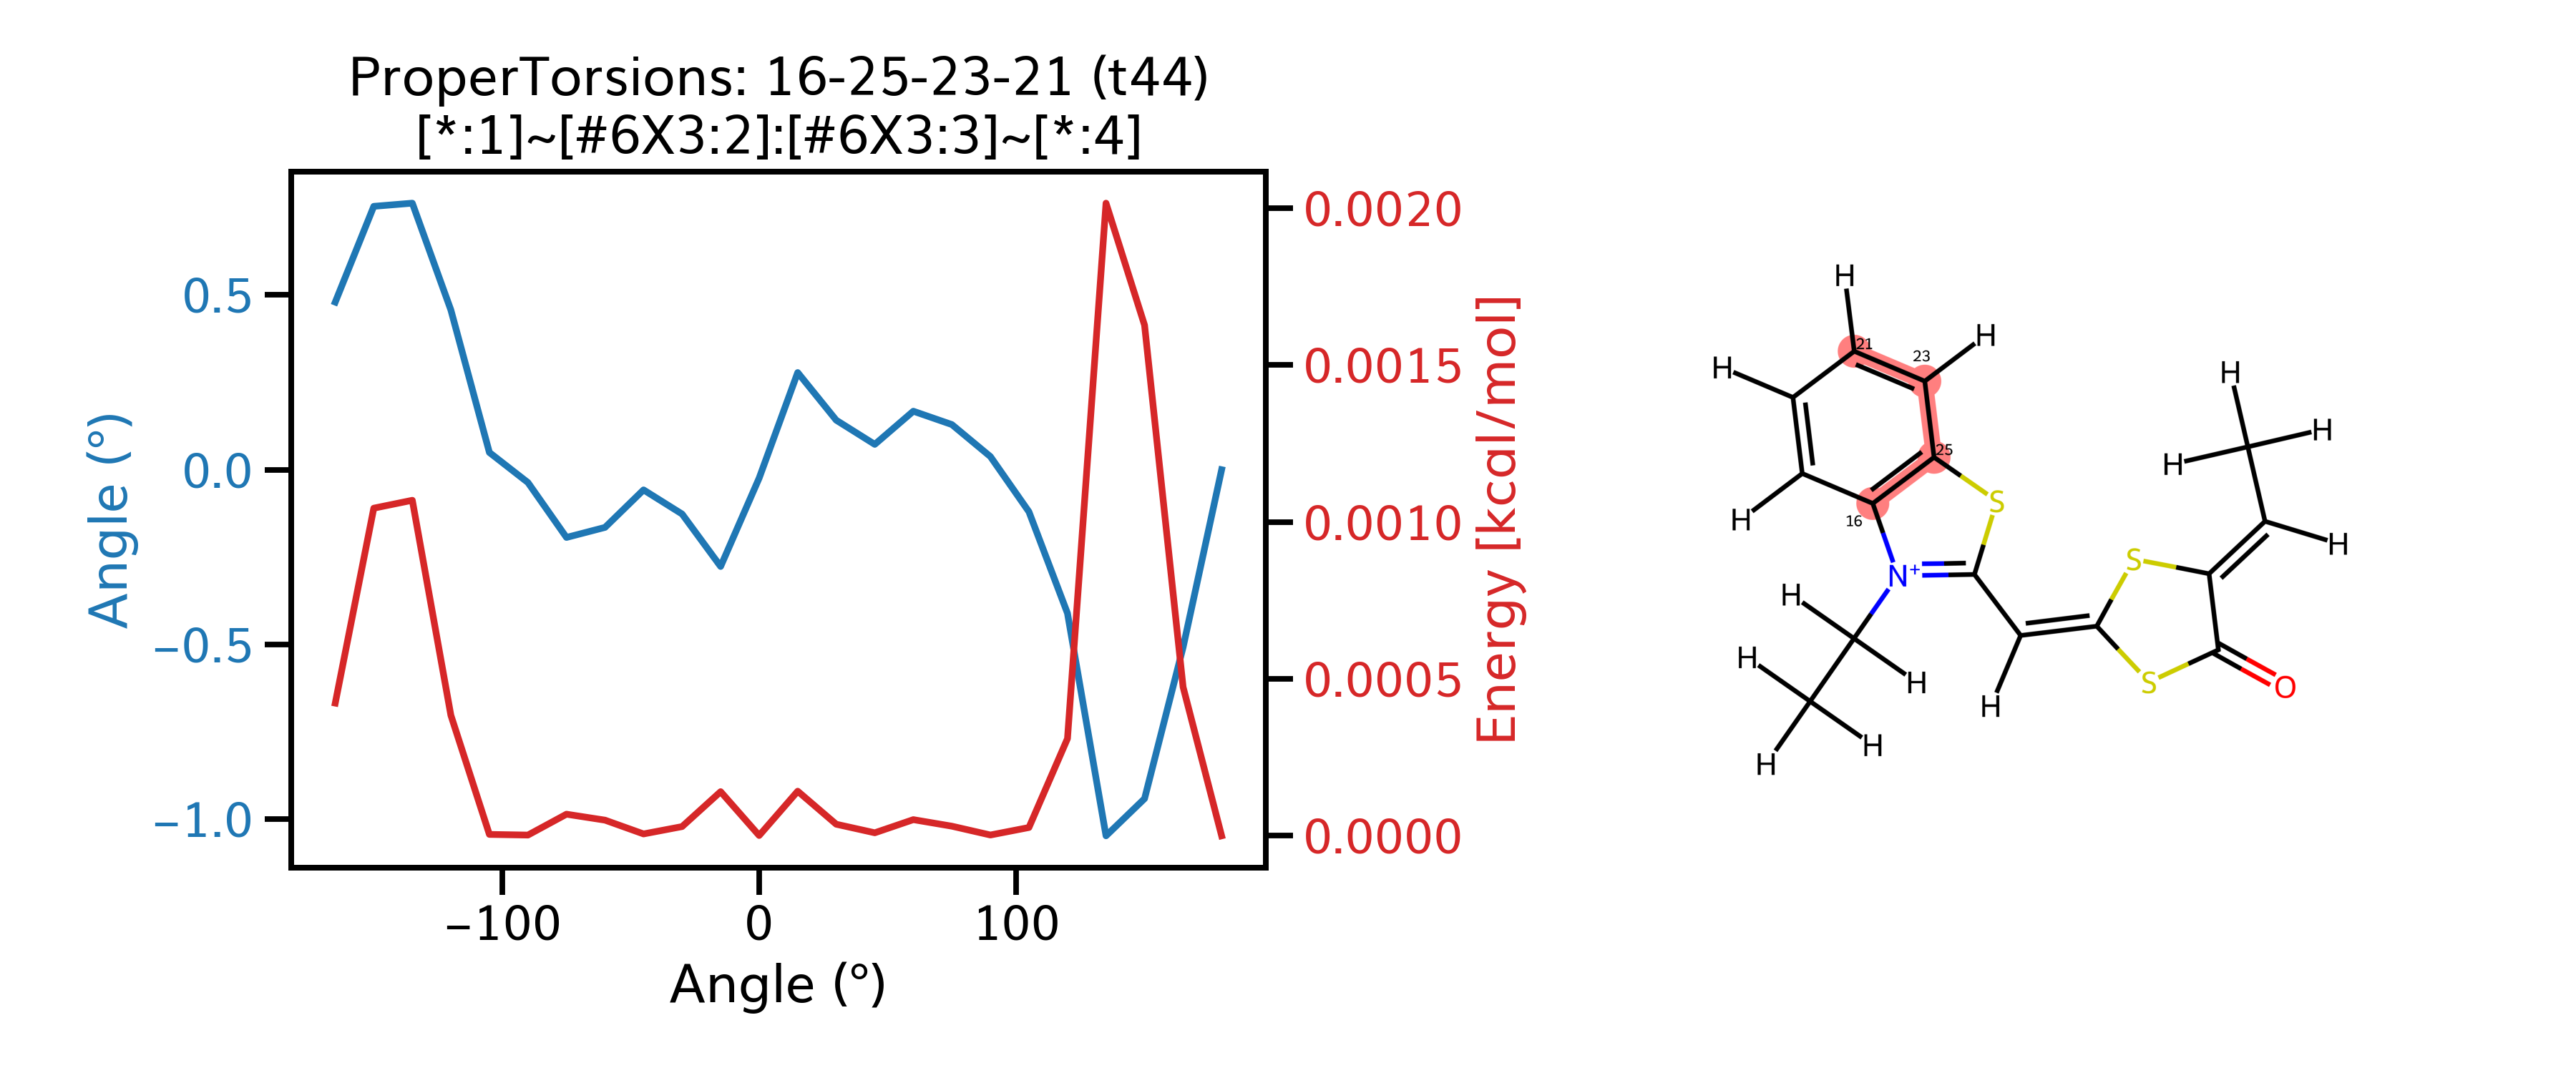 ProperTorsions: 16-25-23-21 (t44)
[*:1]~[#6X3:2]:[#6X3:3]~[*:4]
0.5
0.0
−0.5
−1.0
Angle (°)
0.0020
0.0015
0.0010
0.0005
0.0000
Energy [kcal/mol]
−100
0
100
Angle (°)
H
H
21
23
H
H
H
25
H
H
S
H
16
S
H
N+
H
H
H
S
O
H
H
H